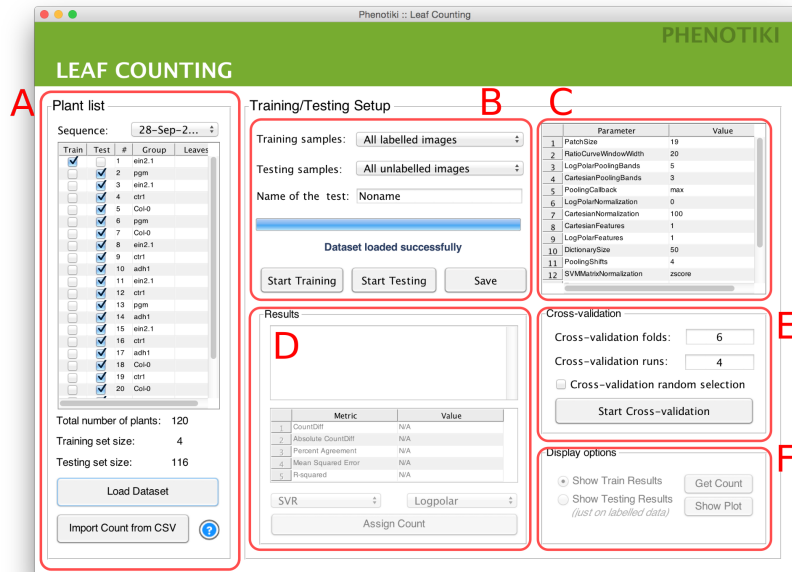 Phenotiki :: Leaf Counting
PHENOTIKI
LEAF COUNTING
A
Plant list
Sequence: 28-Sep-2...
Train Test # Group Leaves
1 ein2.1
2 pgm
3 ein2.1
4 ctr1
5 Col-0
6 pgm
7 Col-0
8 ein2.1
9 ctr1
10 adh1
11 ein2.1
12 ctr1
13 pgm
14 adh1
15 ein2.1
16 ctr1
17 adh1
18 Col-0
19 ctr1
20 Col-0
Total number of plants: 120
Training set size: 4
Testing set size: 116
Load Dataset
Import Count from CSV ?
Training/Testing Setup
B
Training samples: All labelled images
Testing samples: All unlabelled images
Name of the test: Noname
Dataset loaded successfully
Start Training Start Testing Save
C
Parameter Value
1 PatchSize 19
2 RatioCurveWindowWidth 20
3 LogPolarPoolingBands 5
4 CartesianPoolingBands 3
5 PoolingCallback max
6 LogPolarNormalization 0
7 CartesianNormalization 100
8 CartesianFeatures 1
9 LogPolarFeatures 1
10 DictionarySize 50
11 PoolingShifts 4
12 SVMMatrixNormalization zscore
Results
D
Metric Value
1 CountDiff N/A
2 Absolute CountDiff N/A
3 Percent Agreement N/A
4 Mean Squared Error N/A
5 R-squared N/A
SVR Logpolar
Assign Count
Cross-validation
E
Cross-validation folds: 6
Cross-validation runs: 4
Cross-validation random selection
Start Cross-validation
Display options
F
Show Train Results Get Count
Show Testing Results Show Plot
(just on labelled data)